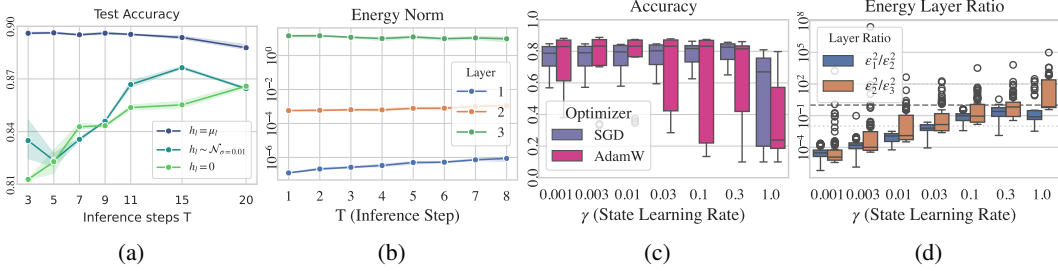 Test Accuracy
0.90
0.87
0.84
0.81
h_l = μ_l
h_l ~ N_σ=0.01
h_l = 0
3 5 7 9 11 15 20
Inference steps T
(a)
Energy Norm
10^0
10^-2
10^-4
10^-6
Layer
1
2
3
1 2 3 4 5 6 7 8
T (Inference Step)
(b)
Accuracy
1.0
0.8
0.6
0.4
0.2
0.0
Optimizer
SGD
AdamW
0.001 0.003 0.01 0.03 0.1 0.3 1.0
γ (State Learning Rate)
(c)
Energy Layer Ratio
10^8
10^5
10^2
10^-1
10^-4
Layer Ratio
ε_1^2/ε_2^2
ε_2^2/ε_3^2
0.001 0.003 0.01 0.03 0.1 0.3 1.0
γ (State Learning Rate)
(d)